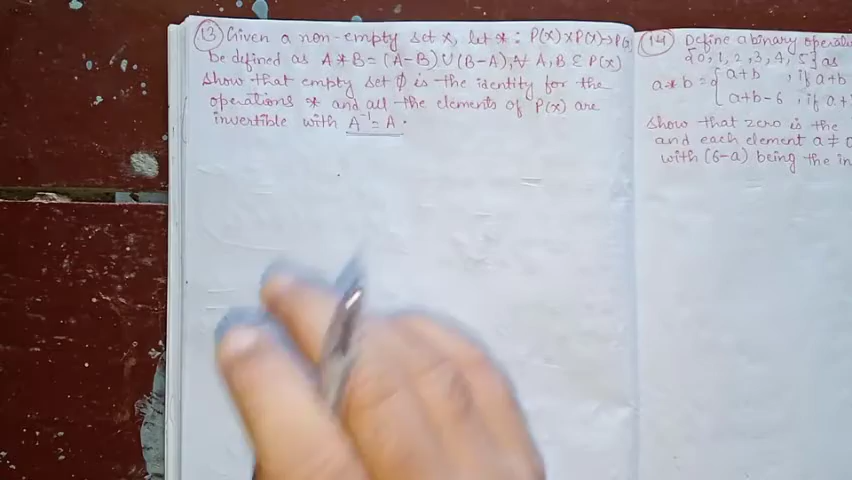 13 Given a non-empty set X, let * : P(X) X P(X) → P(X)
be defined as A * B = (A-B) ∪ (B-A), ∀ A, B ε P(X)
show that empty set ϕ is the identity for the
operations * and all the elements of P(X) are
invertible with A⁻¹ = A.
14 Define a binary operatio
{0, 1, 2, 3, 4, 5} as
a * b = { a+b , if a+b
a+b-6 , if a+
show that zero is the
and each element a ≠ 0
with (6-a) being the in